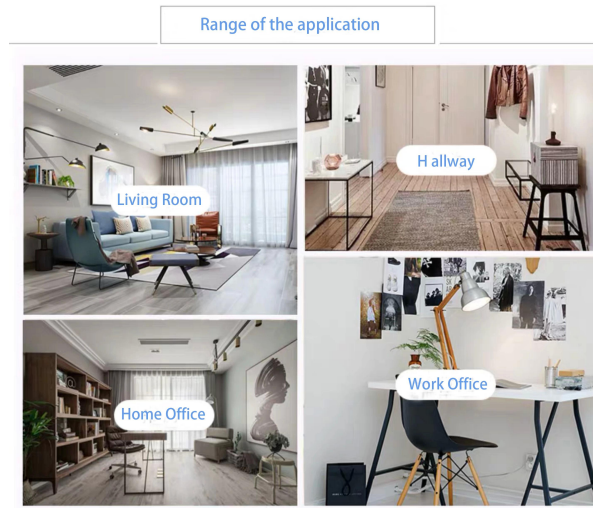 Range of the application
Living Room
H allway
Home Office
Work Office